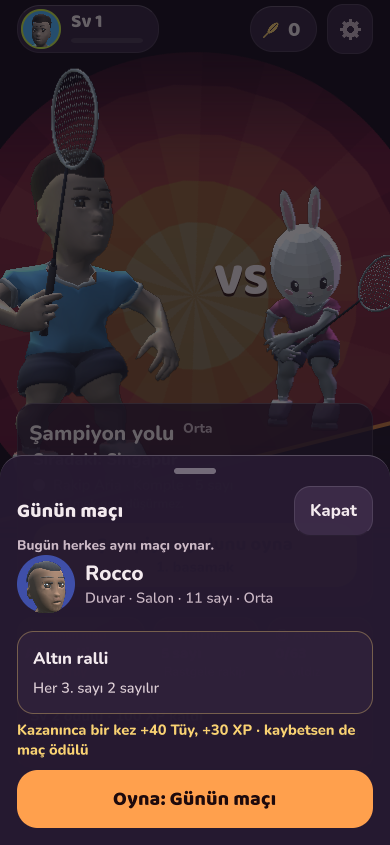 Sv 1
0
VS
Şampiyon yolu Orta
Günün maçı
Kapat
Bugün herkes aynı maçı oynar.
Rocco
Duvar · Salon · 11 sayı · Orta
Altın ralli
Her 3. sayı 2 sayılır
Kazanınca bir kez +40 Tüy, +30 XP · kaybetsen de
maç ödülü
Oyna: Günün maçı